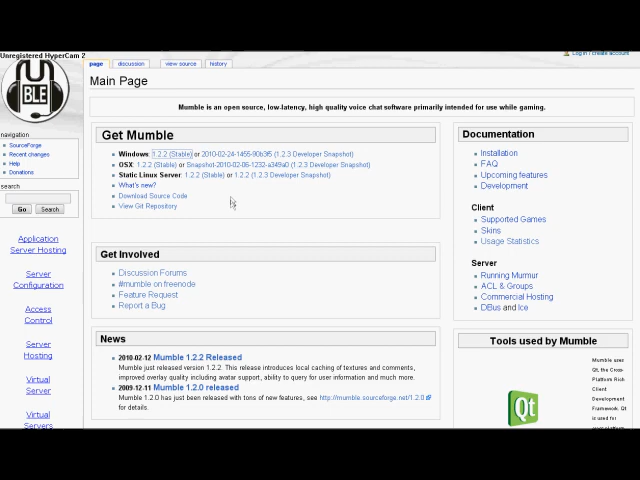 Unregistered HyperCam 2
Log in / create account
page
discussion
view source
history
BLE
Main Page
Mumble is an open source, low-latency, high quality voice chat software primarily intended for use while gaming.
navigation
SourceForge
Recent changes
Help
Donations
search
Go
Search
Application
Server Hosting
Server
Configuration
Access
Control
Server
Hosting
Virtual
Server
Virtual
Servers
Get Mumble
Windows: 1.2.2 (Stable) or 2010-02-24-1455-90b3f5 (1.2.3 Developer Snapshot)
OSX: 1.2.2 (Stable) or Snapshot-2010-02-06-1232-a349a0 (1.2.3 Developer Snapshot)
Static Linux Server: 1.2.2 (Stable) or 1.2.2 (1.2.3 Developer Snapshot)
What's new?
Download Source Code
View Git Repository
Get Involved
Discussion Forums
#mumble on freenode
Feature Request
Report a Bug
News
2010-02-12 Mumble 1.2.2 Released
Mumble just released version 1.2.2. This release introduces local caching of textures and comments,
improved overlay quality including avatar support, ability to query for user information and much more.
2009-12-11 Mumble 1.2.0 released
Mumble 1.2.0 has just been released with tons of new features, see http://mumble.sourceforge.net/1.2.0
for details.
Documentation
Installation
FAQ
Upcoming features
Development
Client
Supported Games
Skins
Usage Statistics
Server
Running Murmur
ACL & Groups
Commercial Hosting
DBus and Ice
Tools used by Mumble
Qt
Mumble uses
Qt, the Cross-
Platform Rich
Client
Development
Framework. Qt
is used for